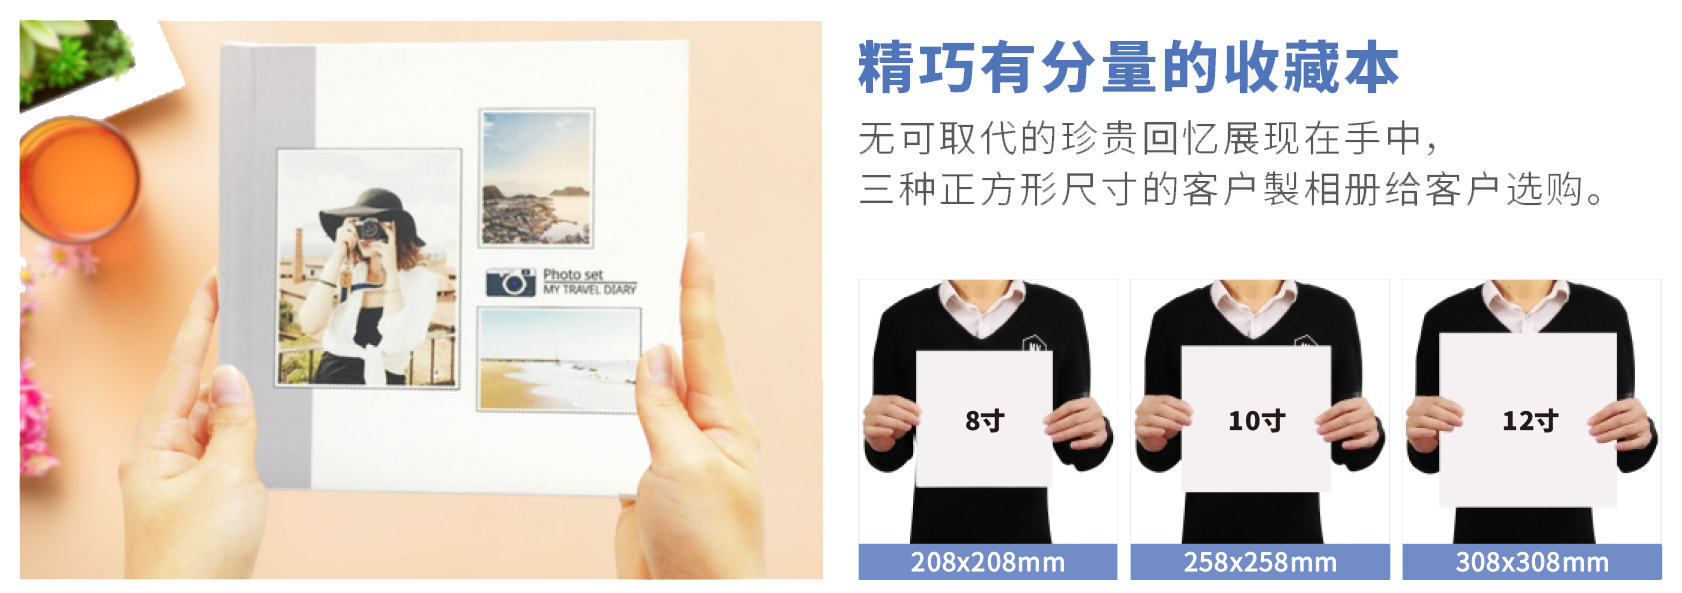 精巧有分量的收藏本
无可取代的珍贵回忆展现在手中，
三种正方形尺寸的客户製相册给客户选购。
Photo set
MY TRAVEL DIARY
8寸
10寸
12寸
208x208mm
258x258mm
308x308mm